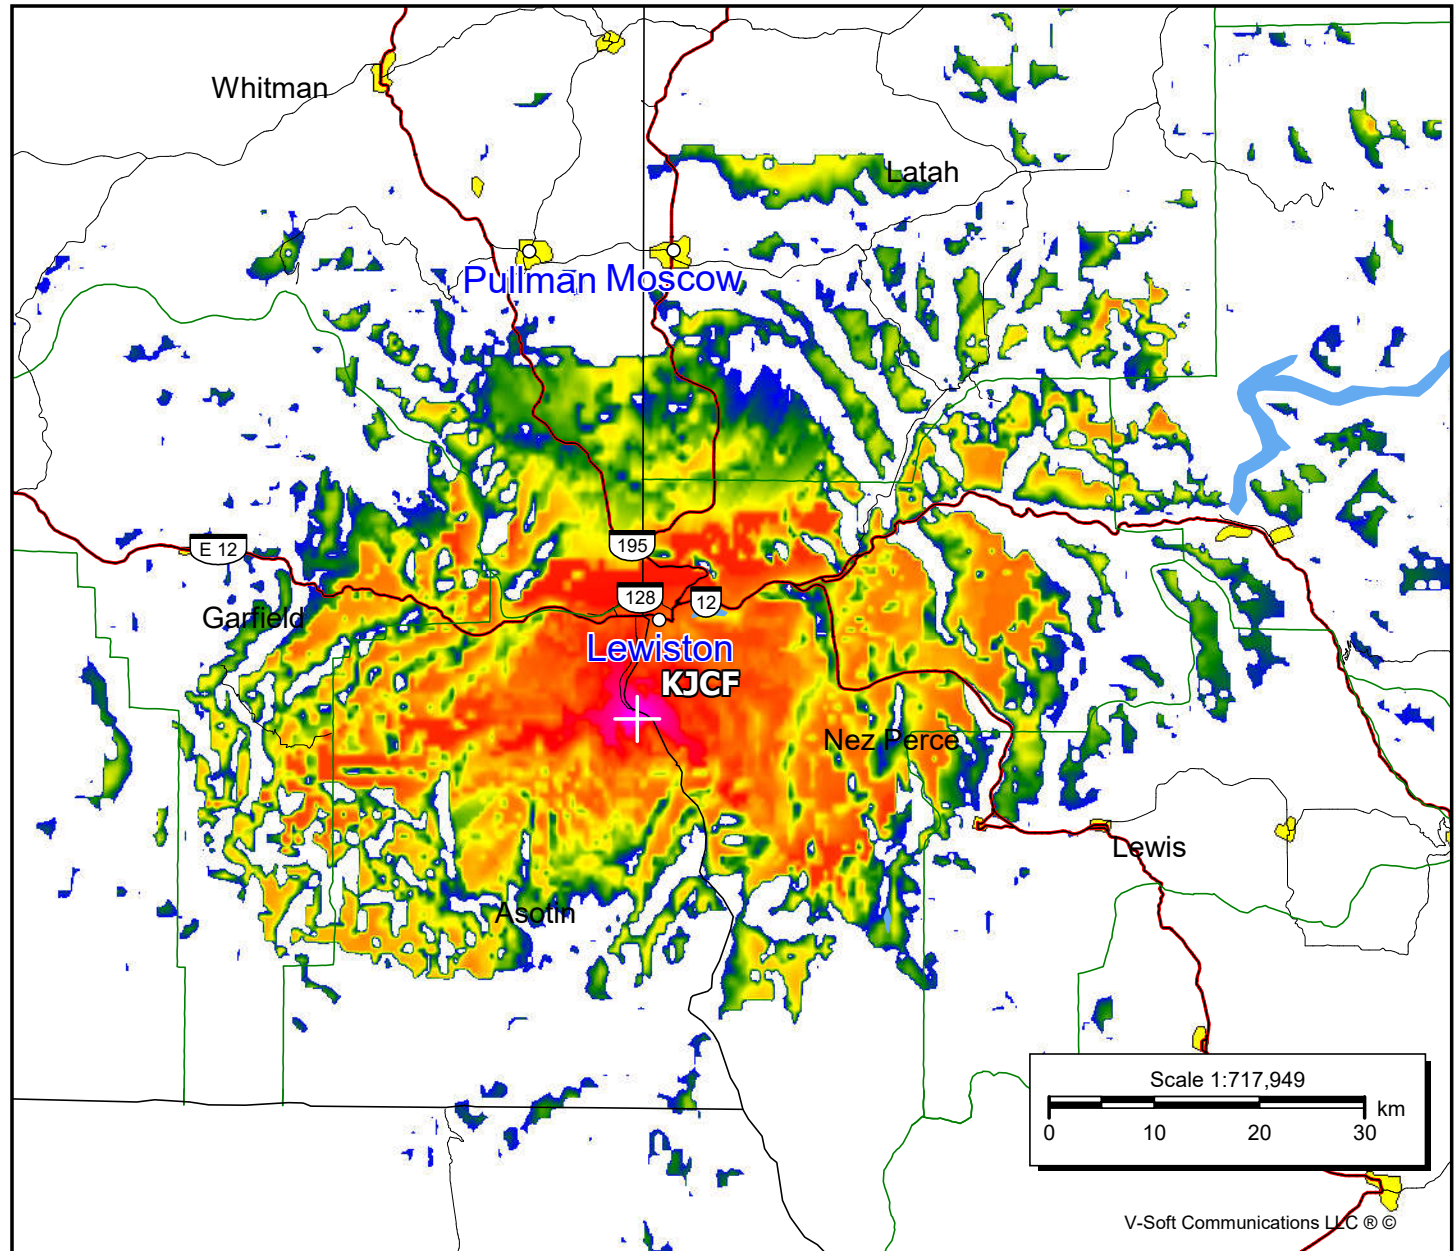 Whitman
Latah
Pullman
Moscow
E 12
195
128
12
Garfield
Lewiston
KJCF
Nez Perce
Lewis
Asotin
Scale 1:717,949
km
0 10 20 30
V-Soft Communications LLC ® ©